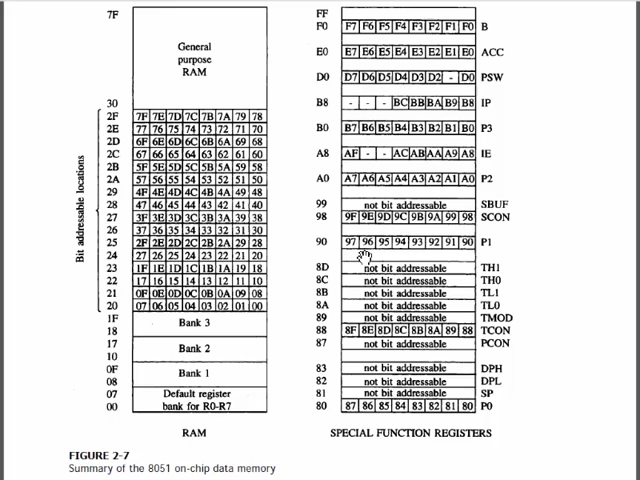 7F
General
purpose
RAM
30
2F 7F 7E 7D 7C 7B 7A 79 78
2E 77 76 75 74 73 72 71 70
2D 6F 6E 6D 6C 6B 6A 69 68
2C 67 66 65 64 63 62 61 60
2B 5F 5E 5D 5C 5B 5A 59 58
2A 57 56 55 54 53 52 51 50
29 4F 4E 4D 4C 4B 4A 49 48
28 47 46 45 44 43 42 41 40
27 3F 3E 3D 3C 3B 3A 39 38
26 37 36 35 34 33 32 31 30
25 2F 2E 2D 2C 2B 2A 29 28
24 27 26 25 24 23 22 21 20
23 1F 1E 1D 1C 1B 1A 19 18
22 17 16 15 14 13 12 11 10
21 0F 0E 0D 0C 0B 0A 09 08
20 07 06 05 04 03 02 01 00
Bit addressable locations
1F
Bank 3
18
17
Bank 2
10
0F
Bank 1
08
07 Default register
00 bank for R0-R7
RAM
FF
F0 F7 F6 F5 F4 F3 F2 F1 F0 B
E0 E7 E6 E5 E4 E3 E2 E1 E0 ACC
D0 D7 D6 D5 D4 D3 D2 - D0 PSW
B8 - - - BC BB BA B9 B8 IP
B0 B7 B6 B5 B4 B3 B2 B1 B0 P3
A8 AF - - AC AB AA A9 A8 IE
A0 A7 A6 A5 A4 A3 A2 A1 A0 P2
99 not bit addressable SBUF
98 9F 9E 9D 9C 9B 9A 99 98 SCON
90 97 96 95 94 93 92 91 90 P1
8D not bit addressable TH1
8C not bit addressable TH0
8B not bit addressable TL1
8A not bit addressable TL0
89 not bit addressable TMOD
88 8F 8E 8D 8C 8B 8A 89 88 TCON
87 not bit addressable PCON
83 not bit addressable DPH
82 not bit addressable DPL
81 not bit addressable SP
80 87 86 85 84 83 82 81 80 P0
SPECIAL FUNCTION REGISTERS
FIGURE 2-7
Summary of the 8051 on-chip data memory